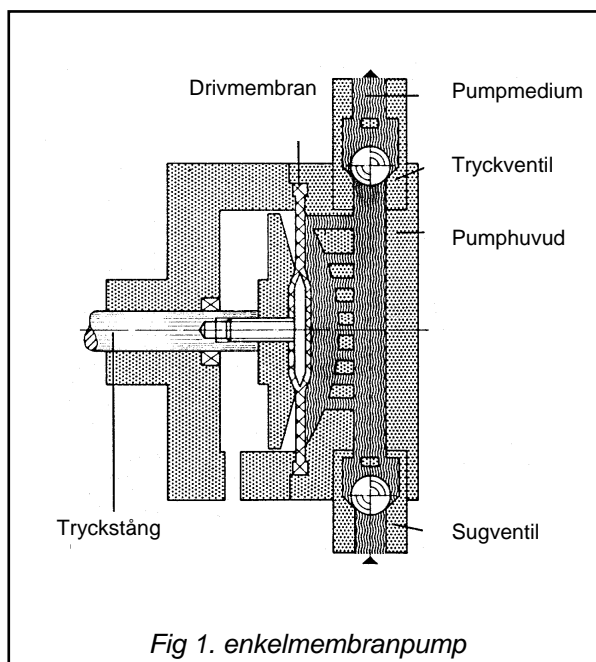 Drivmembran
Pumpmedium
Tryckventil
Pumphuvud
Tryckstång
Sugventil
Fig 1. enkelmembranpump